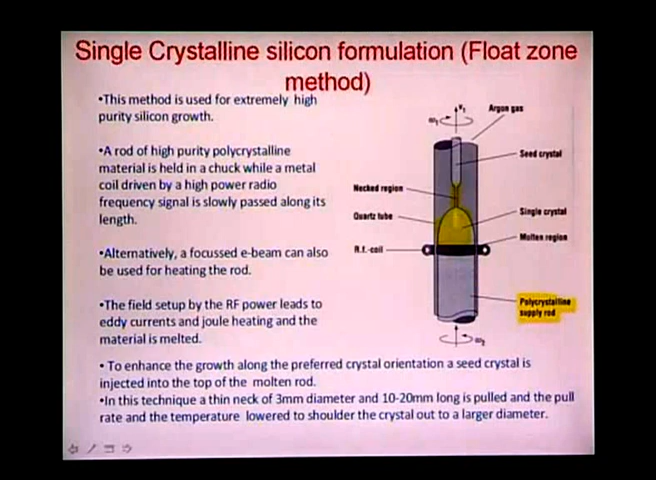 Single Crystalline silicon formulation (Float zone
method)
•This method is used for extremely high
purity silicon growth.
•A rod of high purity polycrystalline
material is held in a chuck while a metal
coil driven by a high power radio
frequency signal is slowly passed along its
length.
•Alternatively, a focussed e-beam can also
be used for heating the rod.
•The field setup by the RF power leads to
eddy currents and joule heating and the
material is melted.
• To enhance the growth along the preferred crystal orientation a seed crystal is
injected into the top of the molten rod.
•In this technique a thin neck of 3mm diameter and 10-20mm long is pulled and the pull
rate and the temperature lowered to shoulder the crystal out to a larger diameter.
Argon gas
ω₁
Seed crystal
Necked region
Quartz tube
Single crystal
Molten region
R.f.-coil
Polycrystalline
supply rod
ω₂